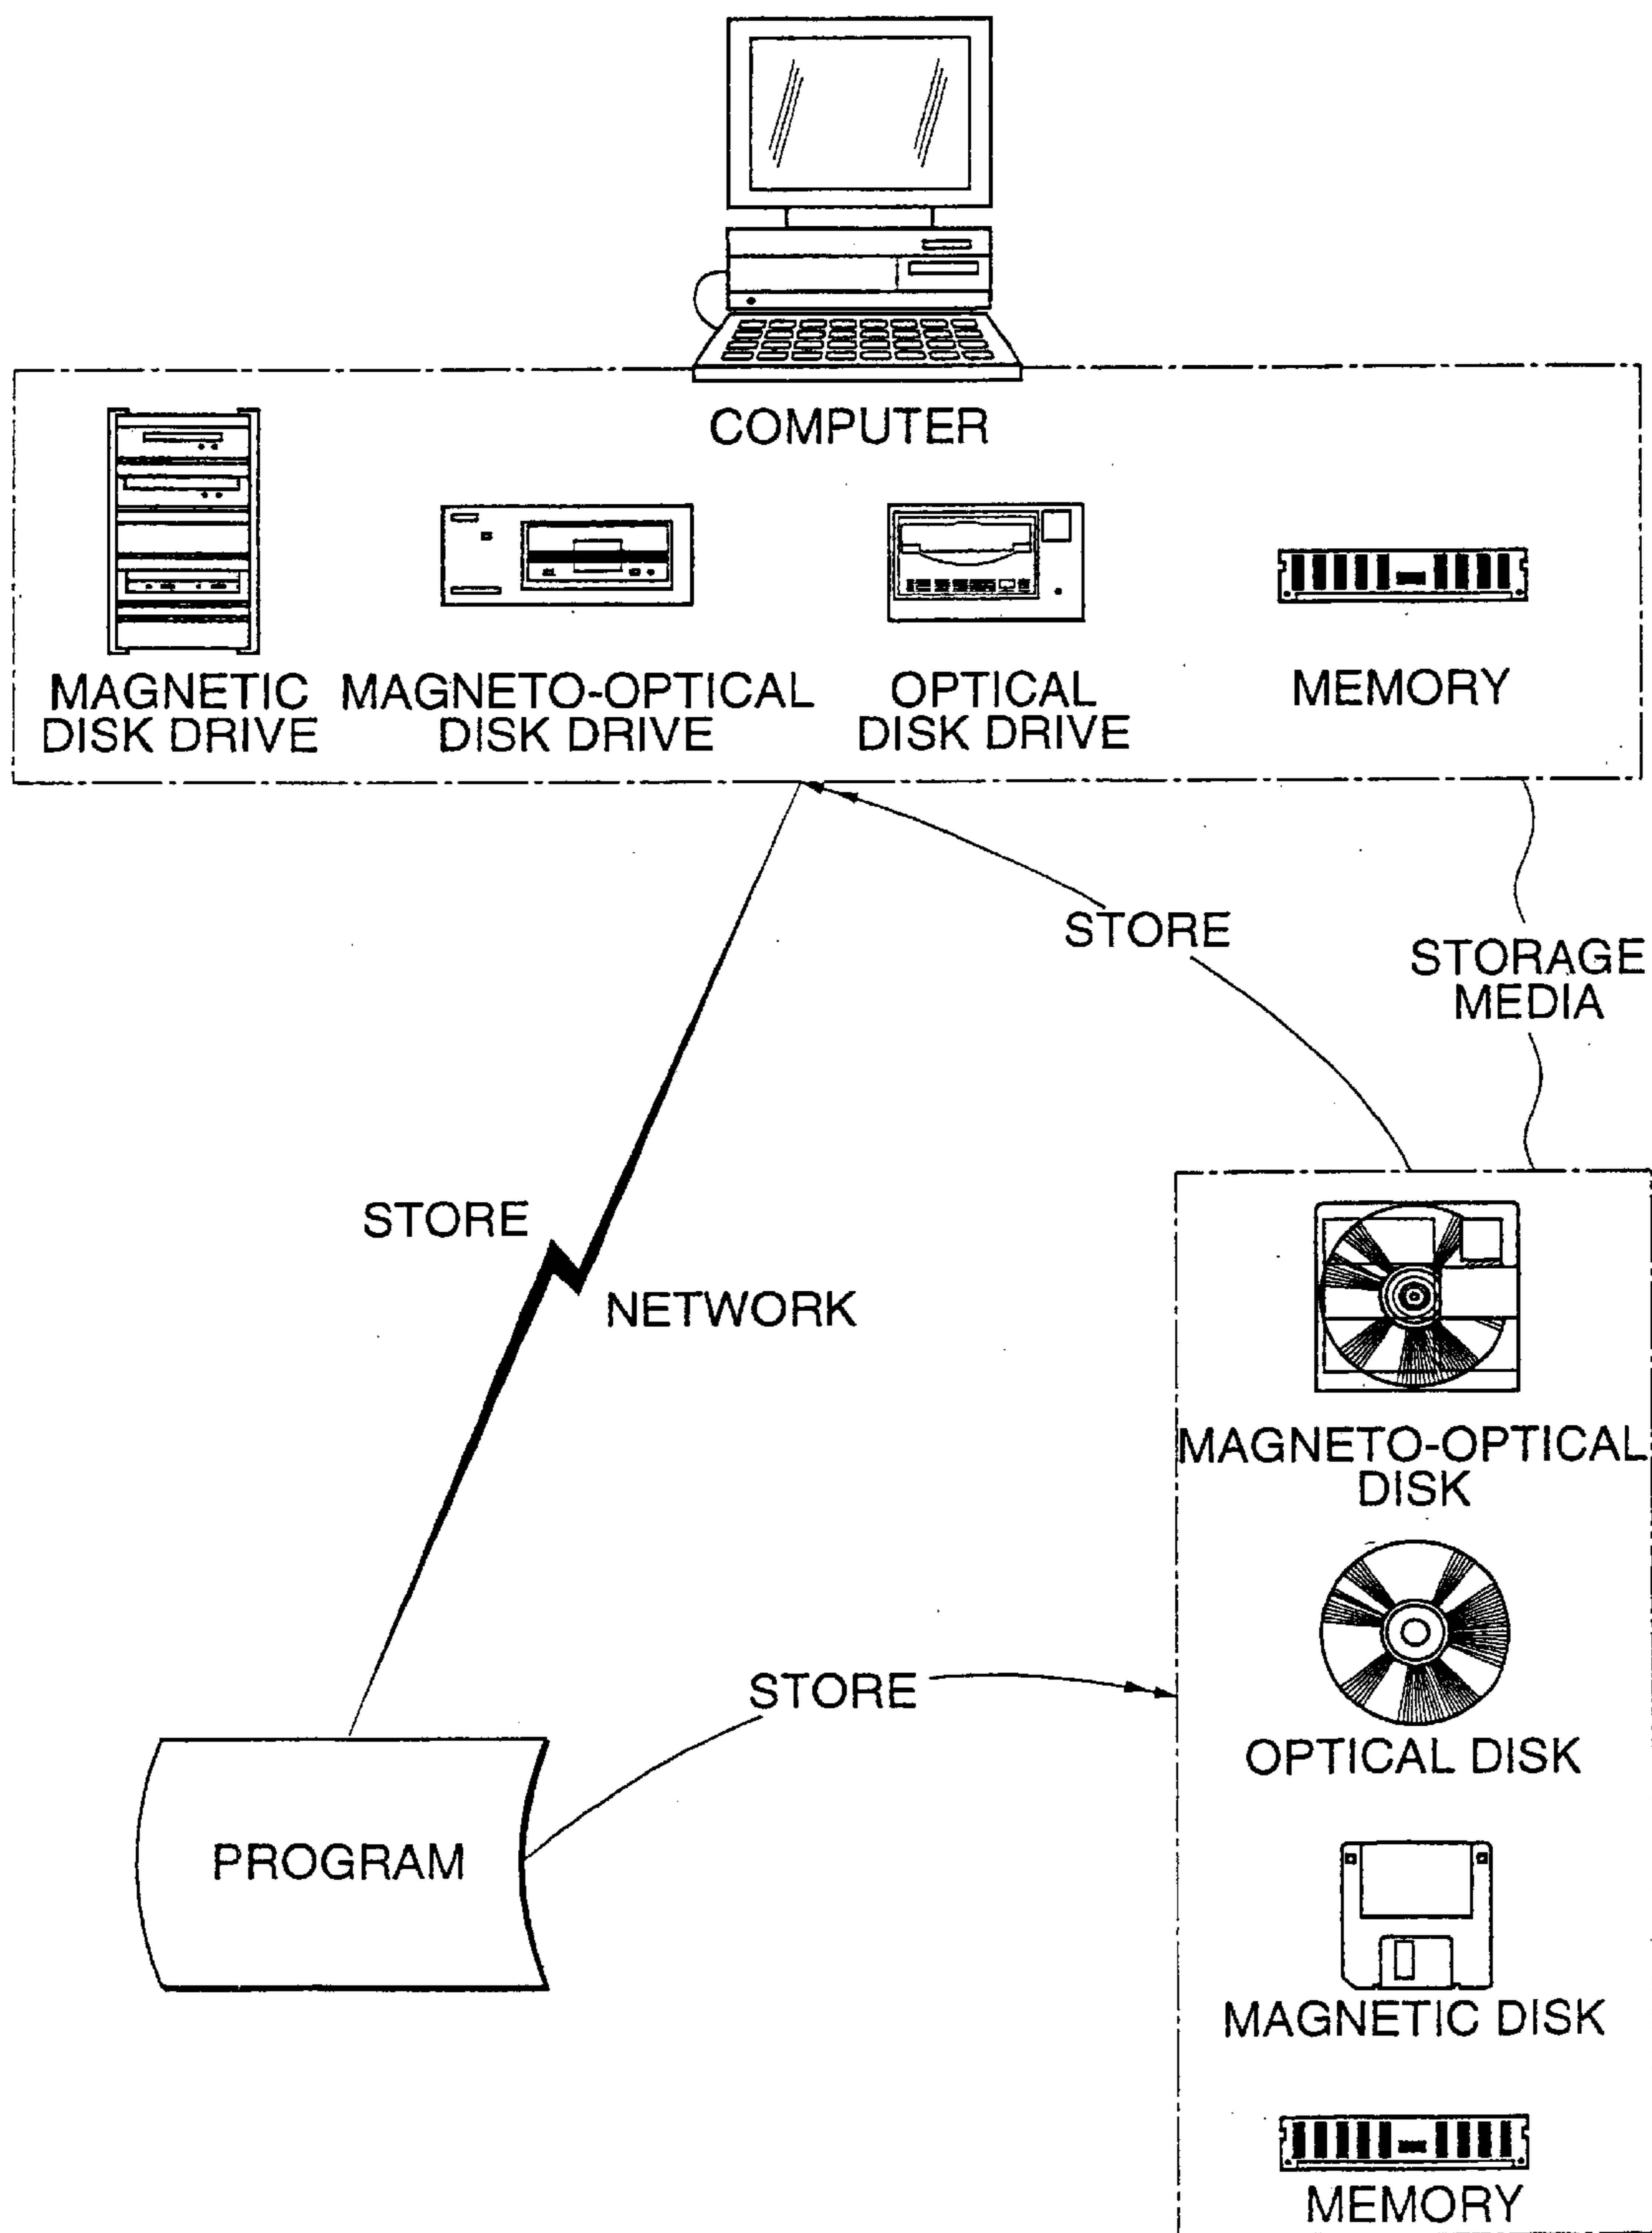 COMPUTER
MAGNETIC
DISK DRIVE
MAGNETO-OPTICAL
DISK DRIVE
OPTICAL
DISK DRIVE
MEMORY
STORE
STORAGE
MEDIA
STORE
NETWORK
MAGNETO-OPTICAL
DISK
STORE
OPTICAL DISK
PROGRAM
MAGNETIC DISK
MEMORY